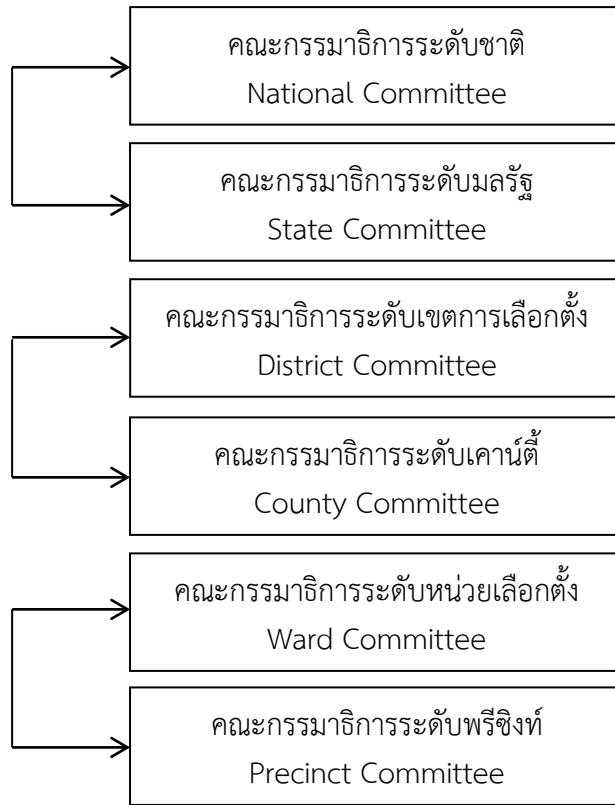 คณะกรรมาธิการระดับชาติ
National Committee
คณะกรรมาธิการระดับมลรัฐ
State Committee
คณะกรรมาธิการระดับเขตการเลือกตั้ง
District Committee
คณะกรรมาธิการระดับเคาน์ตี้
County Committee
คณะกรรมาธิการระดับหน่วยเลือกตั้ง
Ward Committee
คณะกรรมาธิการระดับพรีซิงท์
Precinct Committee